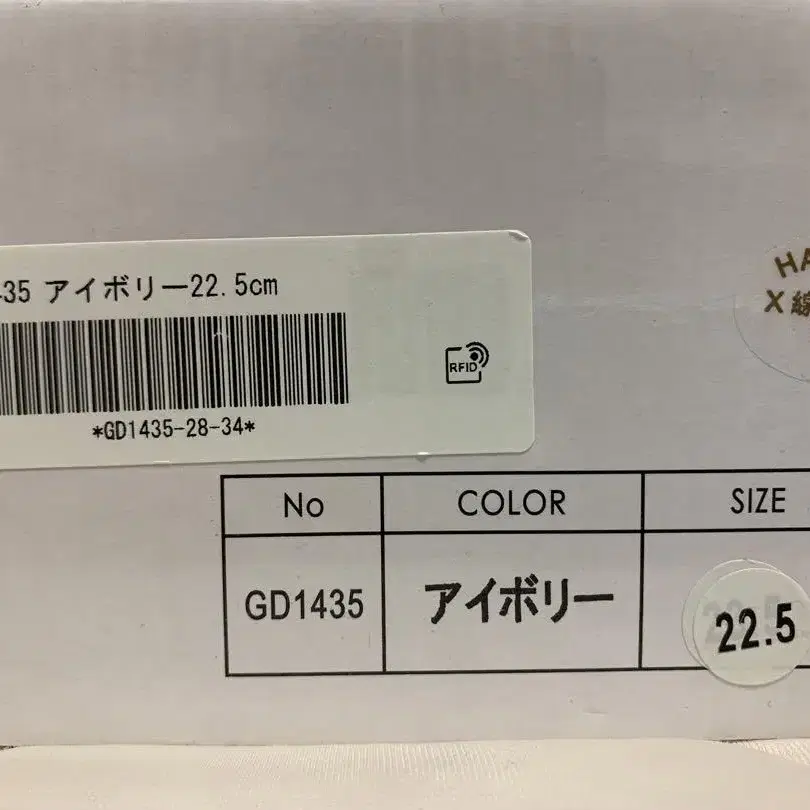 435 アイボリー22.5cm
RFID
*GD1435-28-34*
HA
X線
No COLOR SIZE
GD1435 アイボリー 22.5